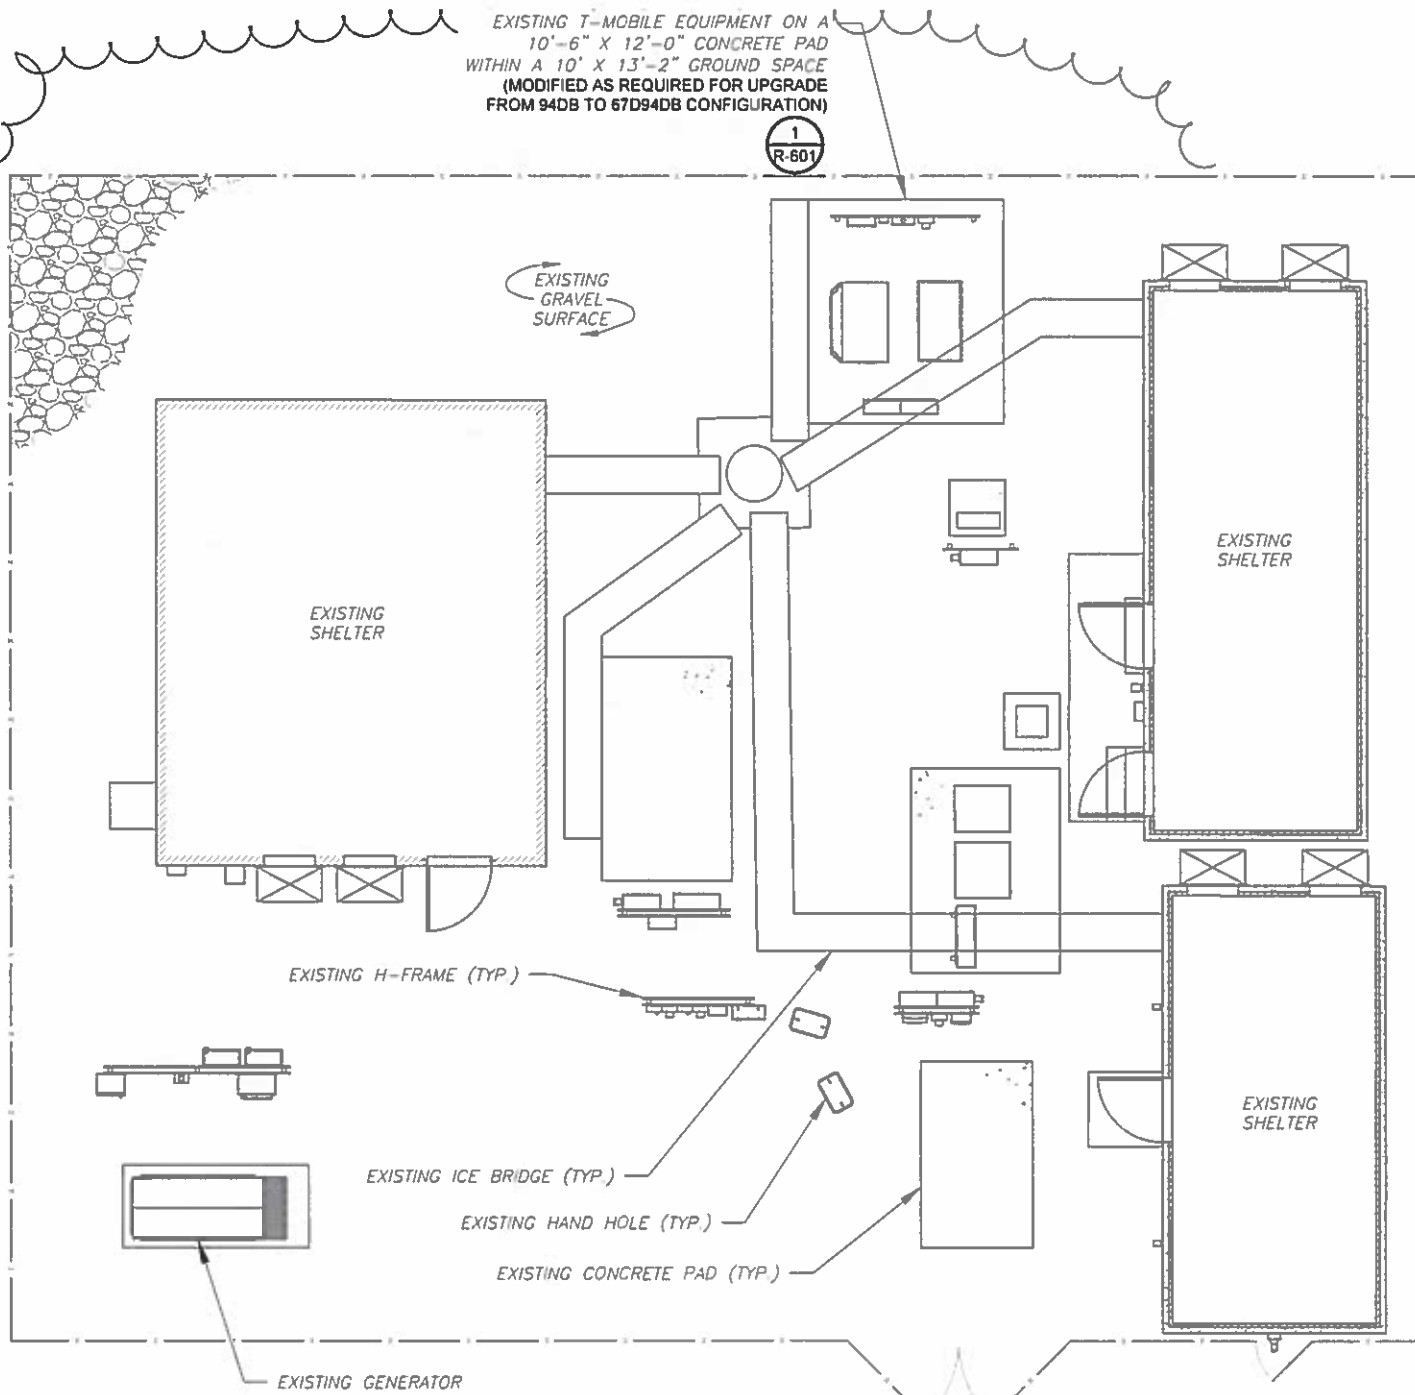 EXISTING T-MOBILE EQUIPMENT ON A
10'-6" X 12'-0" CONCRETE PAD
WITHIN A 10' X 13'-2" GROUND SPACE
(MODIFIED AS REQUIRED FOR UPGRADE
FROM 94DB TO 67D94DB CONFIGURATION)
1
R-601
EXISTING
GRAVEL
SURFACE
EXISTING
SHELTER
EXISTING
SHELTER
EXISTING H-FRAME (TYP.)
EXISTING
SHELTER
EXISTING ICE BRIDGE (TYP.)
EXISTING HAND HOLE (TYP.)
EXISTING CONCRETE PAD (TYP.)
EXISTING GENERATOR